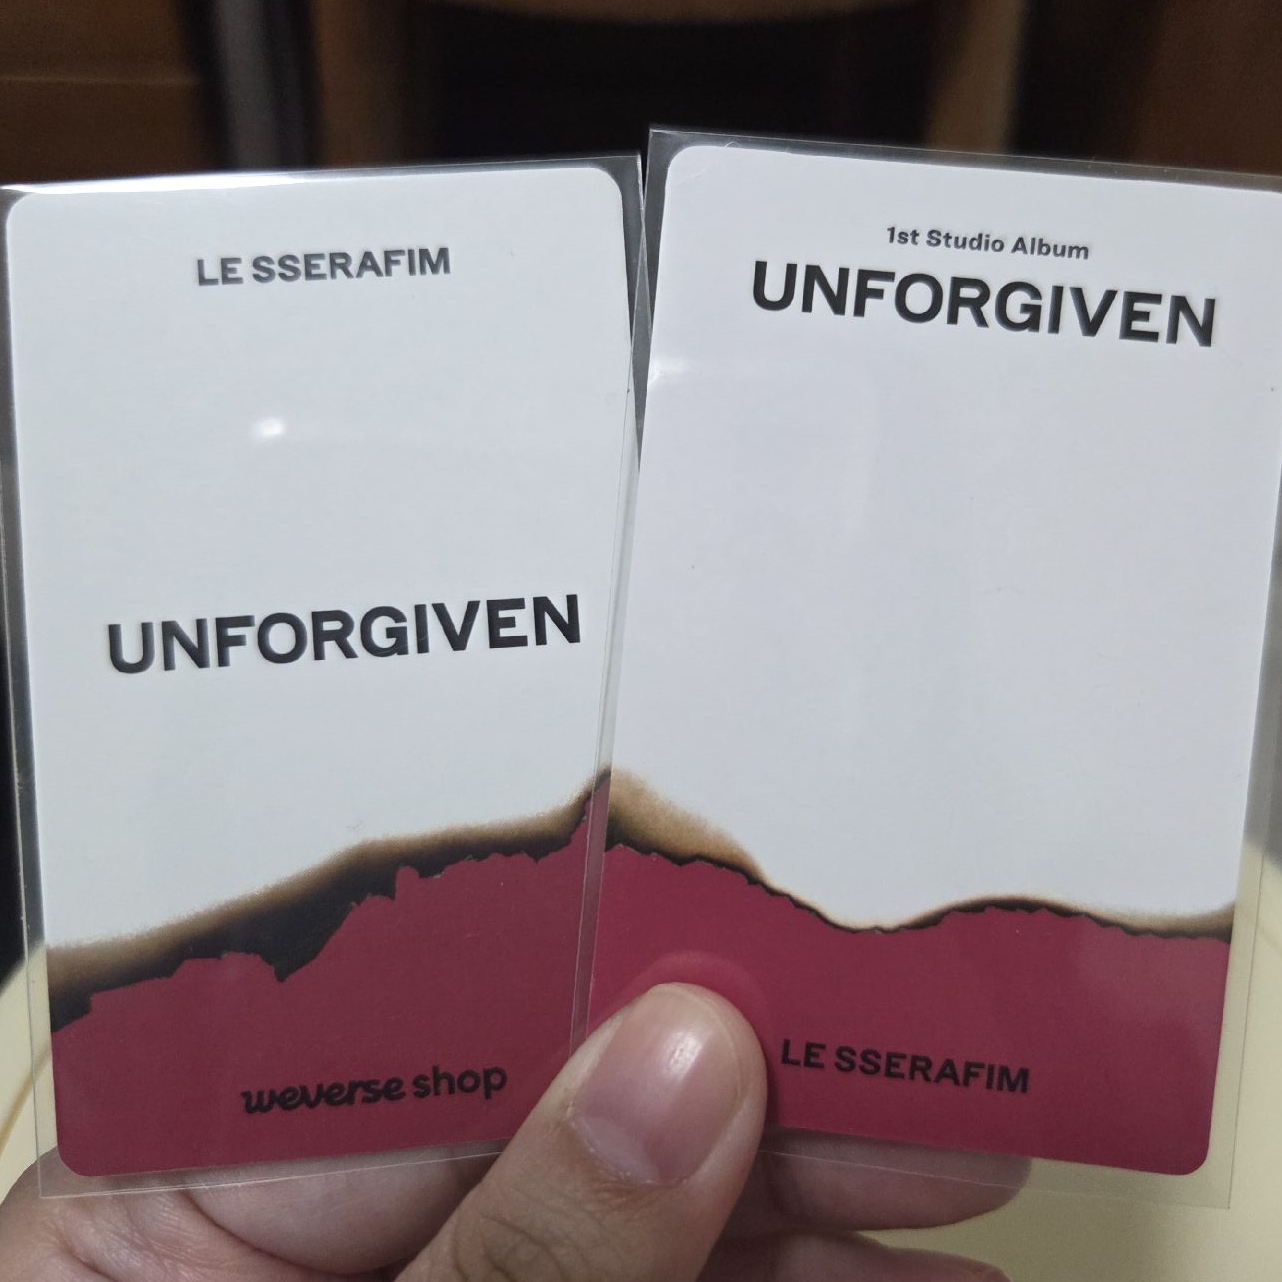 LE SSERAFIM
UNFORGIVEN
weverse shop
1st Studio Album
UNFORGIVEN
LE SSERAFIM